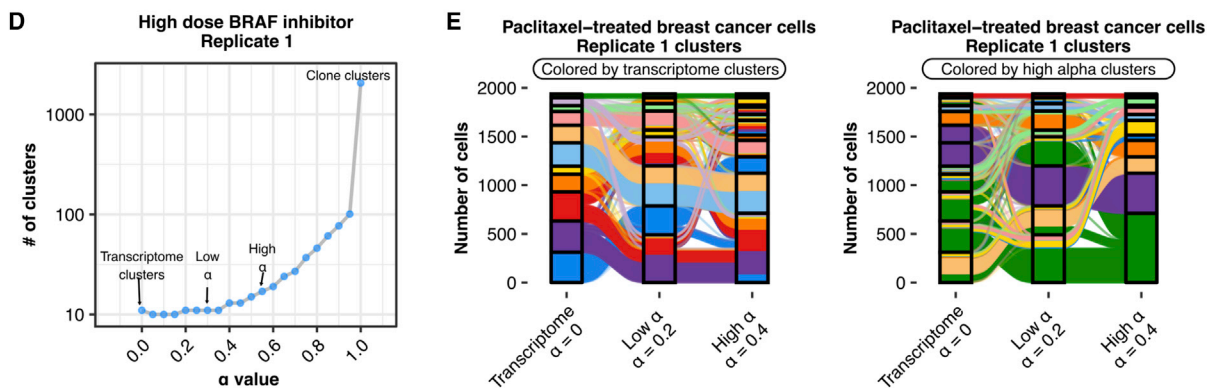 D
High dose BRAF inhibitor
Replicate 1
# of clusters
1000
100
10
Clone clusters
Transcriptome
clusters
Low
α
High
α
0.0
0.2
0.4
0.6
0.8
1.0
α value
E
Paclitaxel−treated breast cancer cells
Replicate 1 clusters
Colored by transcriptome clusters
Number of cells
2000
1500
1000
500
0
Transcriptome
α = 0
Low α
α = 0.2
High α
α = 0.4
Paclitaxel−treated breast cancer cells
Replicate 1 clusters
Colored by high alpha clusters
Number of cells
2000
1500
1000
500
0
Transcriptome
α = 0
Low α
α = 0.2
High α
α = 0.4